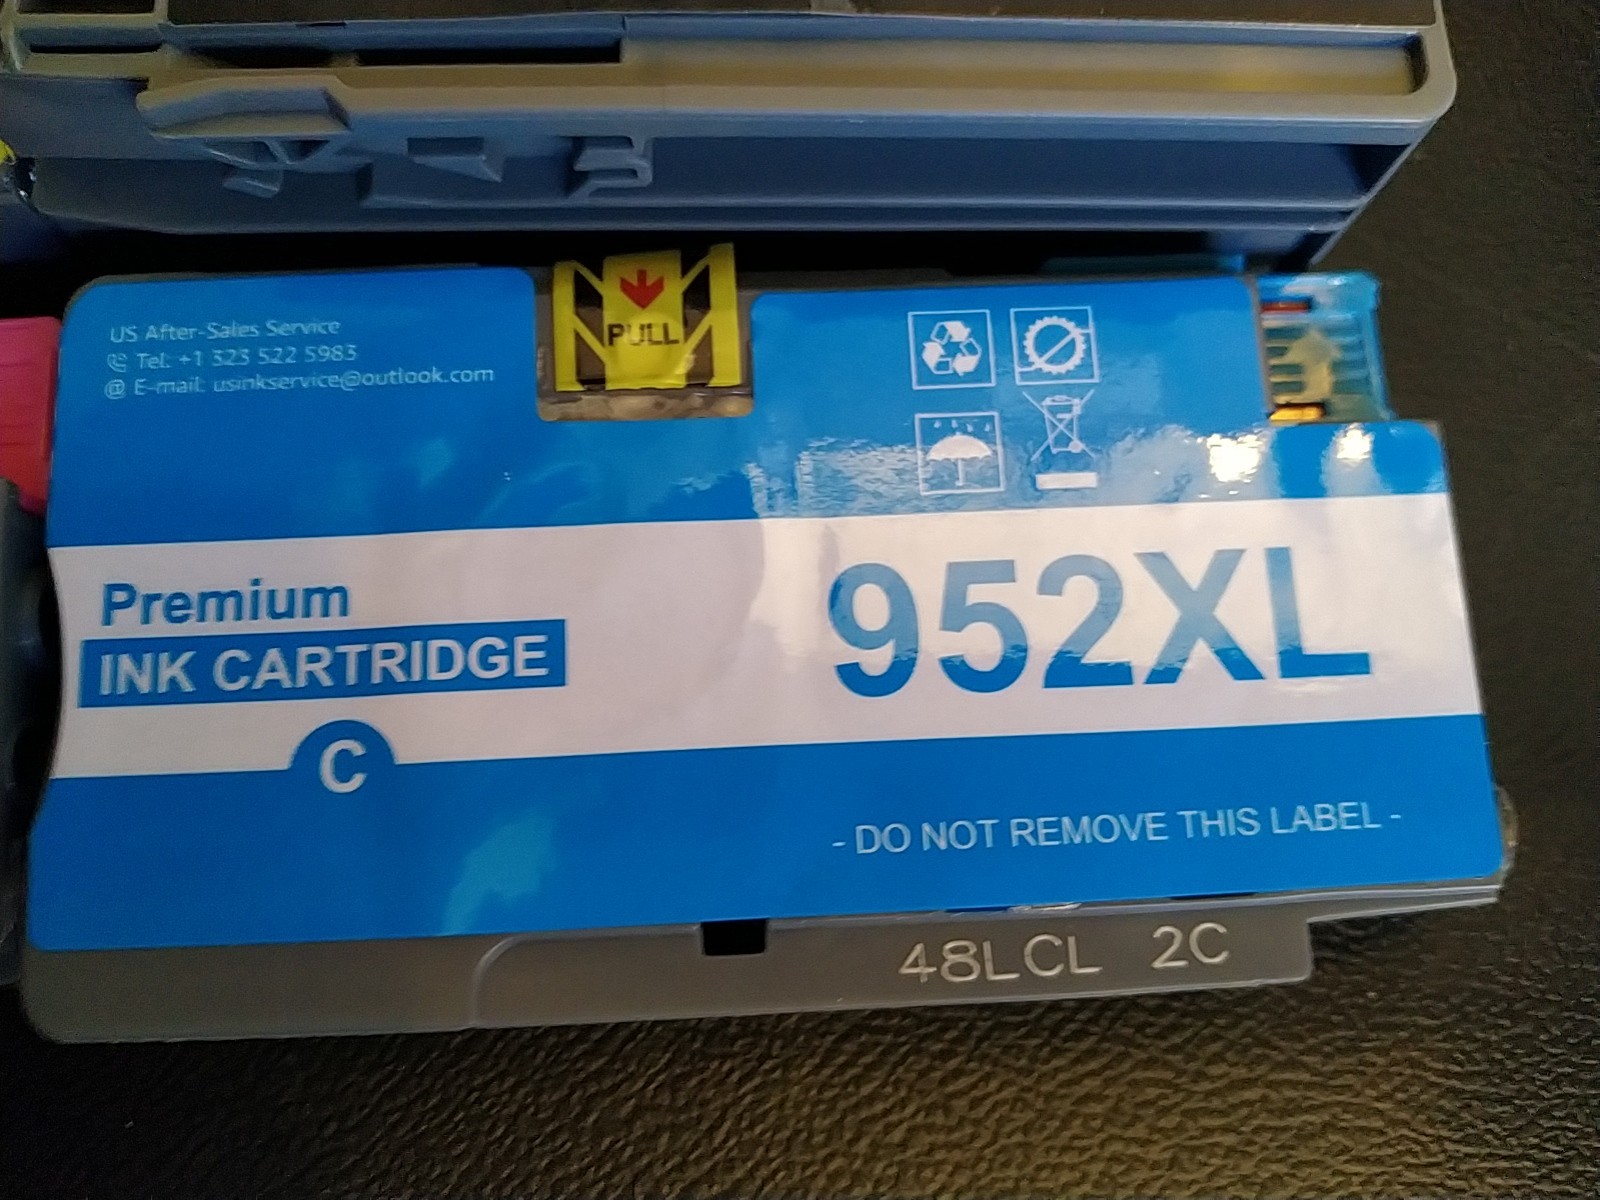 US After-Sales Service
Tel: +1 323 522 5983
@ E-mail: usinkservice@outlook.com
PULL
Premium
INK CARTRIDGE
C
952XL
- DO NOT REMOVE THIS LABEL -
48LCL 2C